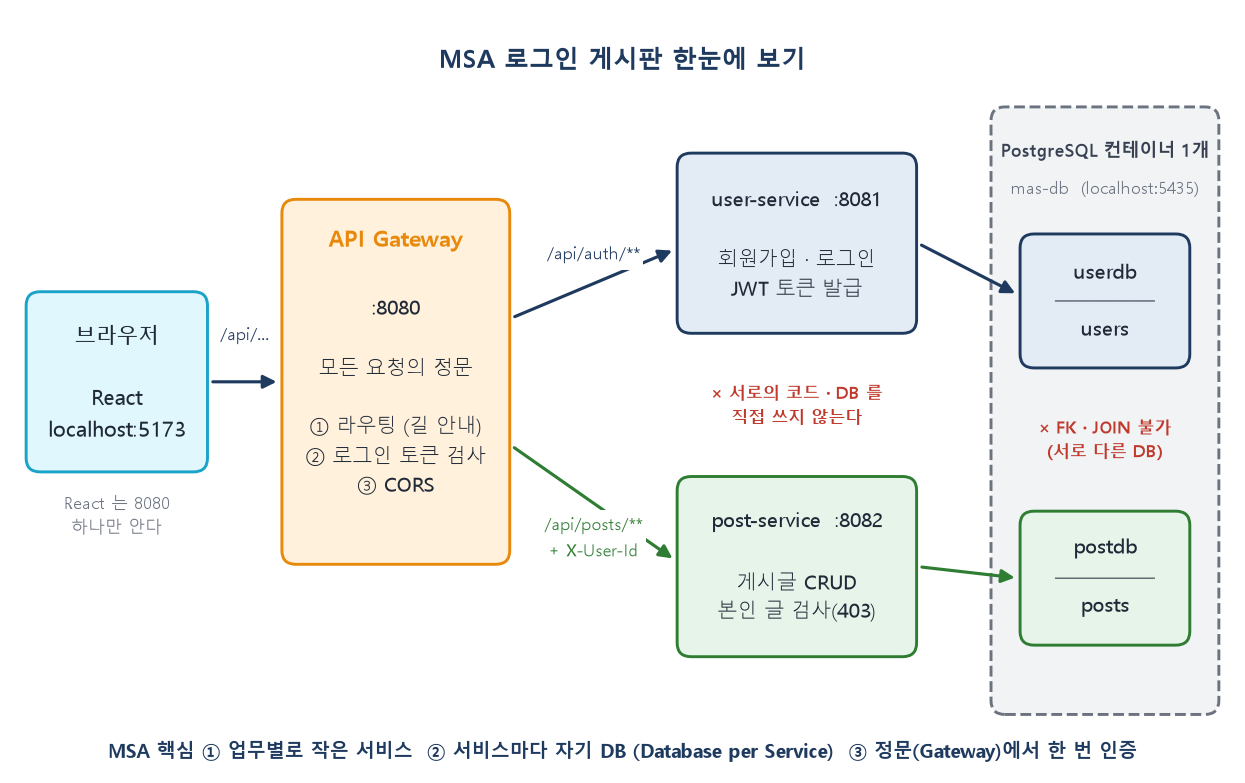 MSA 로그인 게시판 한눈에 보기
브라우저
React
localhost:5173
React 는 8080
하나만 안다
/api/...
API Gateway
:8080
모든 요청의 정문
① 라우팅 (길 안내)
② 로그인 토큰 검사
③ CORS
/api/auth/**
/api/posts/**
+ X-User-Id
user-service :8081
회원가입 · 로그인
JWT 토큰 발급
× 서로의 코드 · DB 를
직접 쓰지 않는다
post-service :8082
게시글 CRUD
본인 글 검사(403)
PostgreSQL 컨테이너 1개
mas-db (localhost:5435)
userdb
users
× FK · JOIN 불가
(서로 다른 DB)
postdb
posts
MSA 핵심 ① 업무별로 작은 서비스 ② 서비스마다 자기 DB (Database per Service) ③ 정문(Gateway)에서 한 번 인증